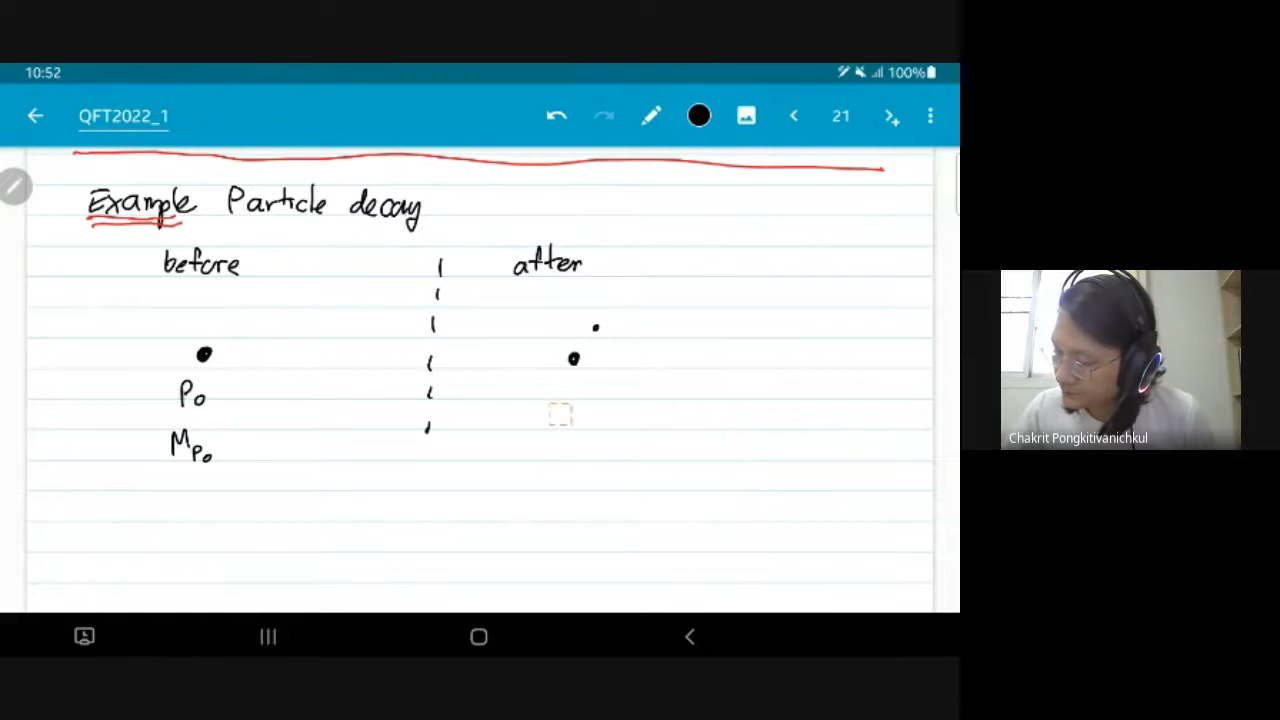 10:52
100%
QFT2022_1
21
Example Particle decay
before
after
P0
MP0
Chakrit Pongkitivanichkul